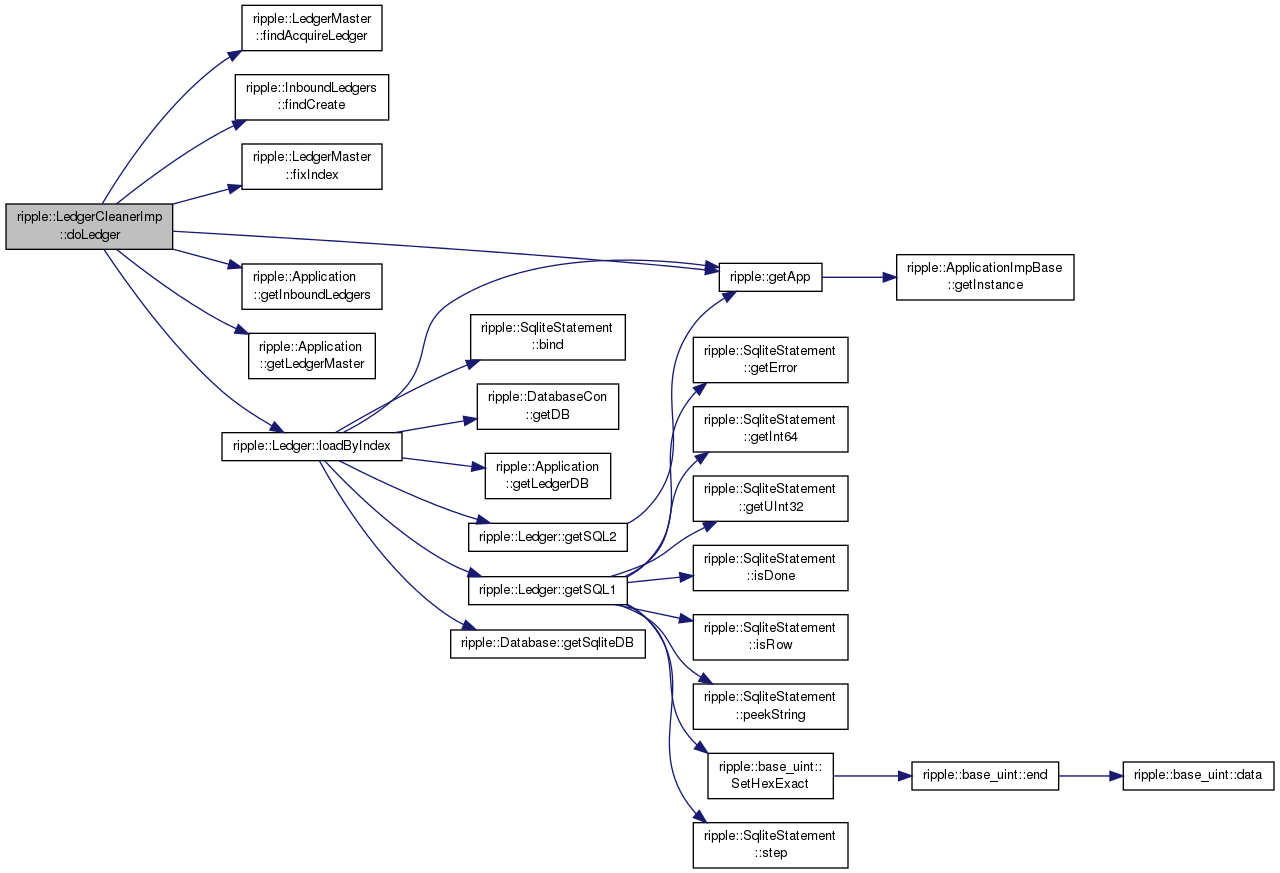 ripple::LedgerMaster
::findAcquireLedger
ripple::InboundLedgers
::findCreate
ripple::LedgerMaster
::fixIndex
ripple::LedgerCleanerImp
::doLedger
ripple::Application
::getInboundLedgers
ripple::Application
::getLedgerMaster
ripple::Ledger::loadByIndex
ripple::SqliteStatement
::bind
ripple::DatabaseCon
::getDB
ripple::Application
::getLedgerDB
ripple::Ledger::getSQL2
ripple::Ledger::getSQL1
ripple::Database::getSqliteDB
ripple::getApp
ripple::ApplicationImpBase
::getInstance
ripple::SqliteStatement
::getError
ripple::SqliteStatement
::getInt64
ripple::SqliteStatement
::getUInt32
ripple::SqliteStatement
::isDone
ripple::SqliteStatement
::isRow
ripple::SqliteStatement
::peekString
ripple::base_uint::
SetHexExact
ripple::base_uint::end
ripple::base_uint::data
ripple::SqliteStatement
::step